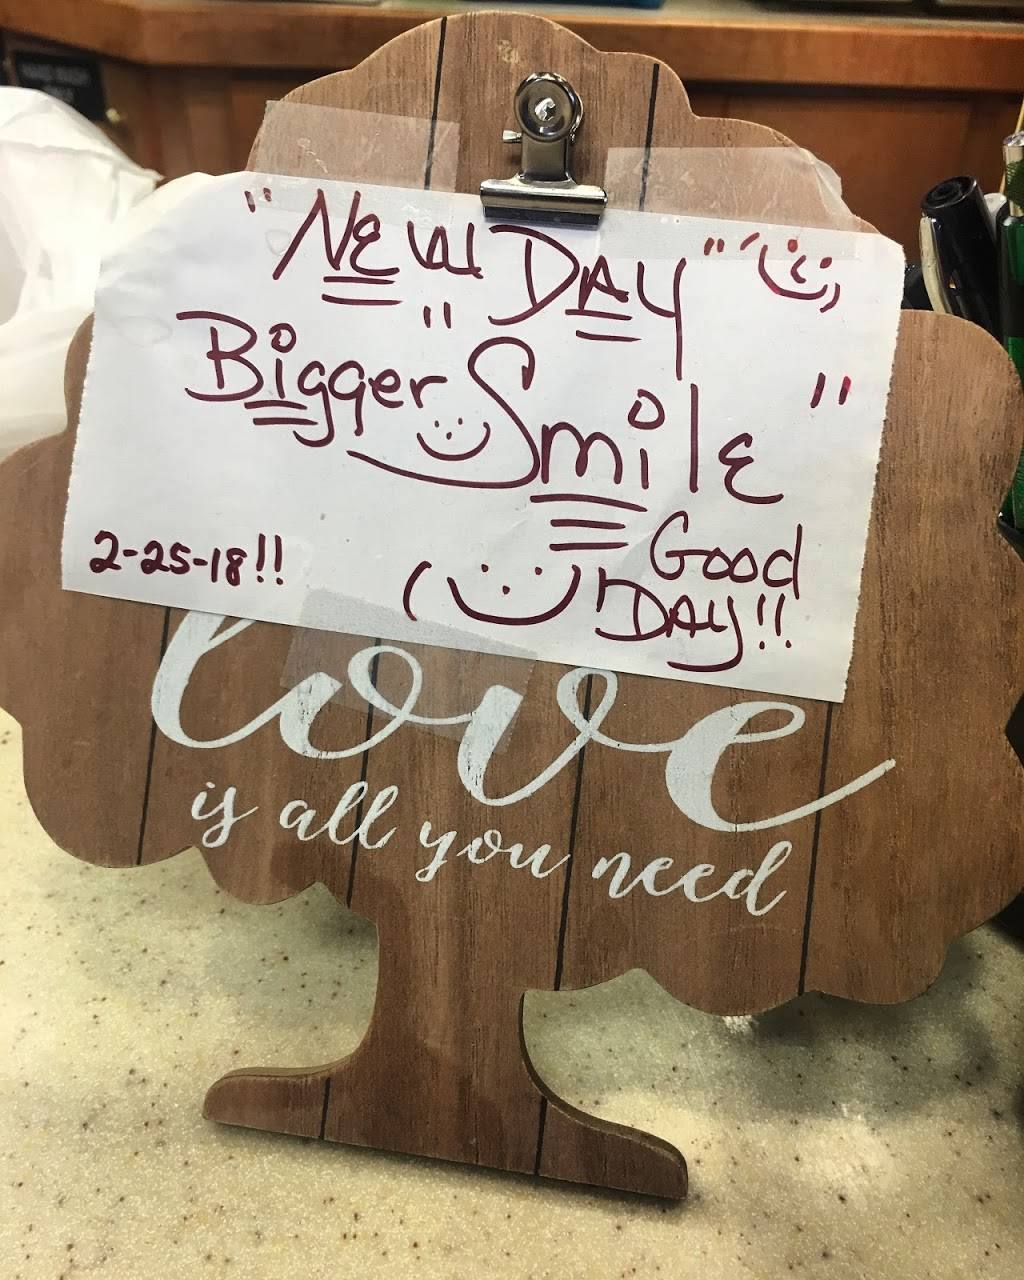 "NEW DAY"
"Bigger Smile"
Good
2-25-18!! DAY!!
love
is all you need